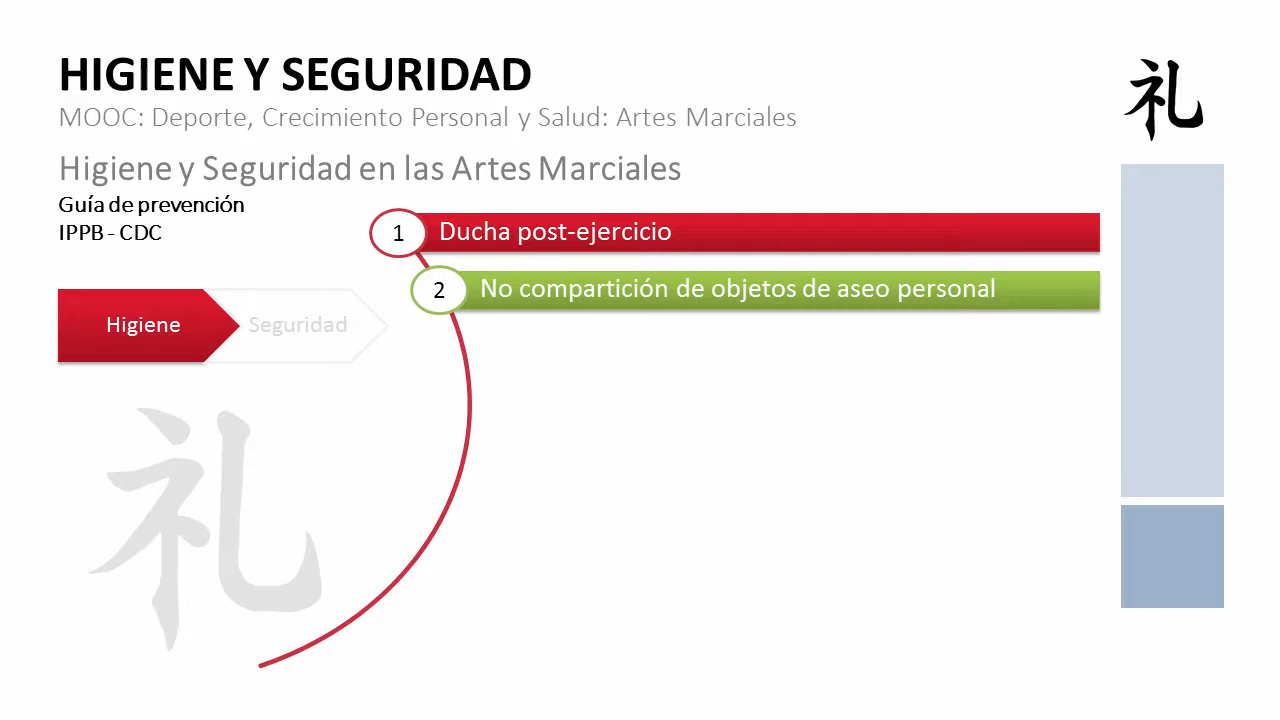 HIGIENE Y SEGURIDAD
MOOC: Deporte, Crecimiento Personal y Salud: Artes Marciales
礼
Higiene y Seguridad en las Artes Marciales
Guía de prevención
IPPB - CDC
1 Ducha post-ejercicio
2 No compartición de objetos de aseo personal
Higiene Seguridad
礼